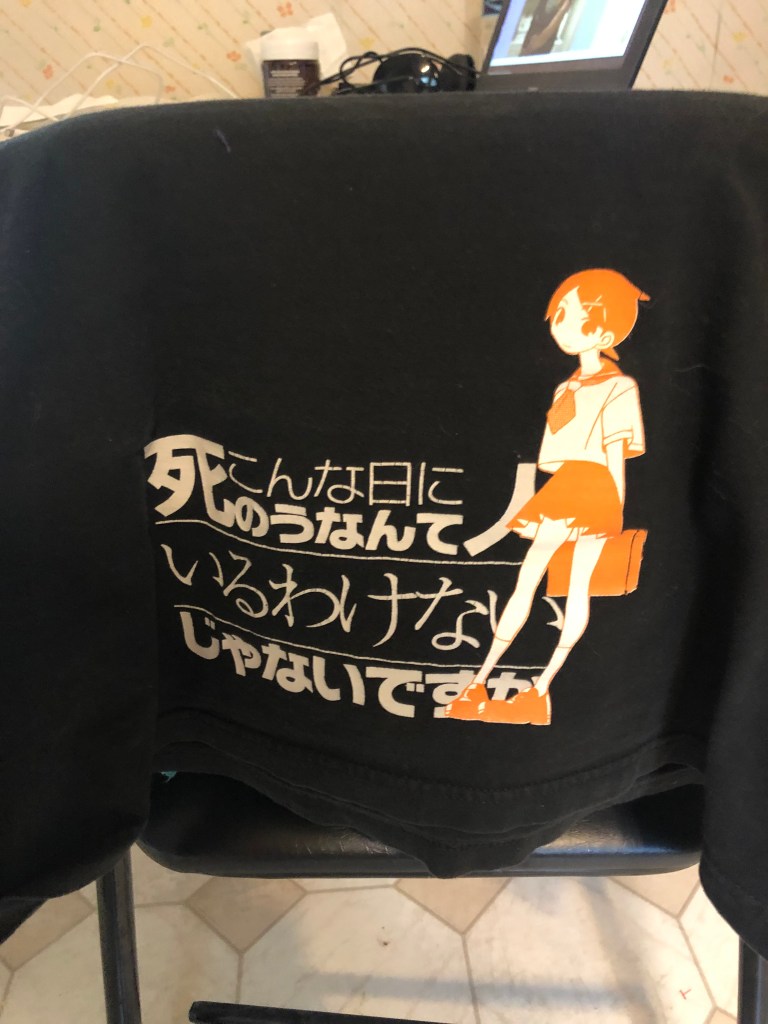 こんな日に
死のうなんて人
いるわけない
じゃないですか